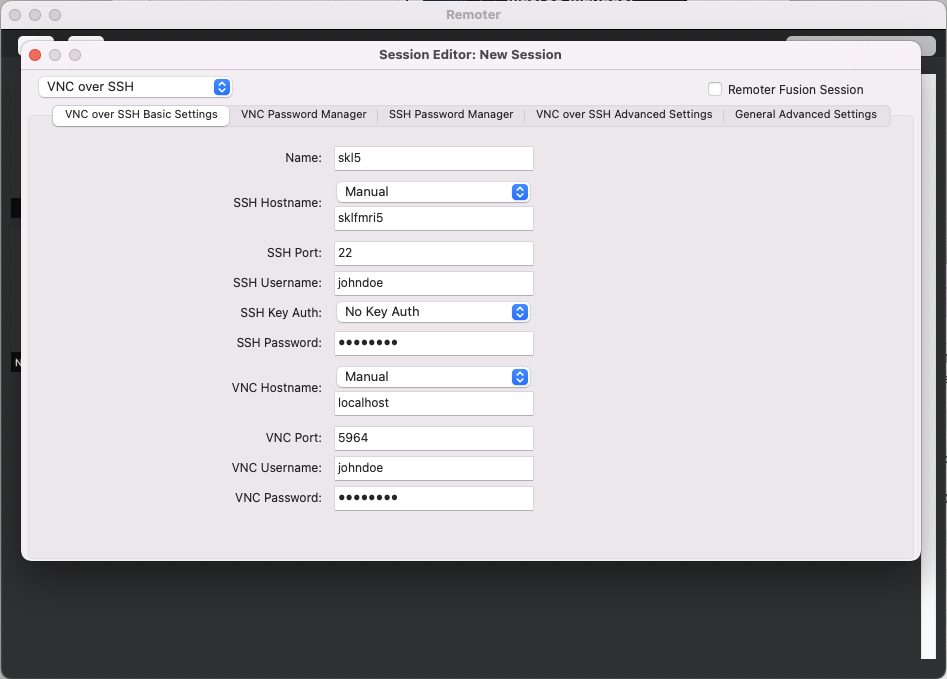 Remoter
Session Editor: New Session
VNC over SSH
Remoter Fusion Session
VNC over SSH Basic Settings
VNC Password Manager
SSH Password Manager
VNC over SSH Advanced Settings
General Advanced Settings
Name: skl5
SSH Hostname: Manual
sklfmri5
SSH Port: 22
SSH Username: johndoe
SSH Key Auth: No Key Auth
SSH Password: ••••••••
VNC Hostname: Manual
localhost
VNC Port: 5964
VNC Username: johndoe
VNC Password: ••••••••